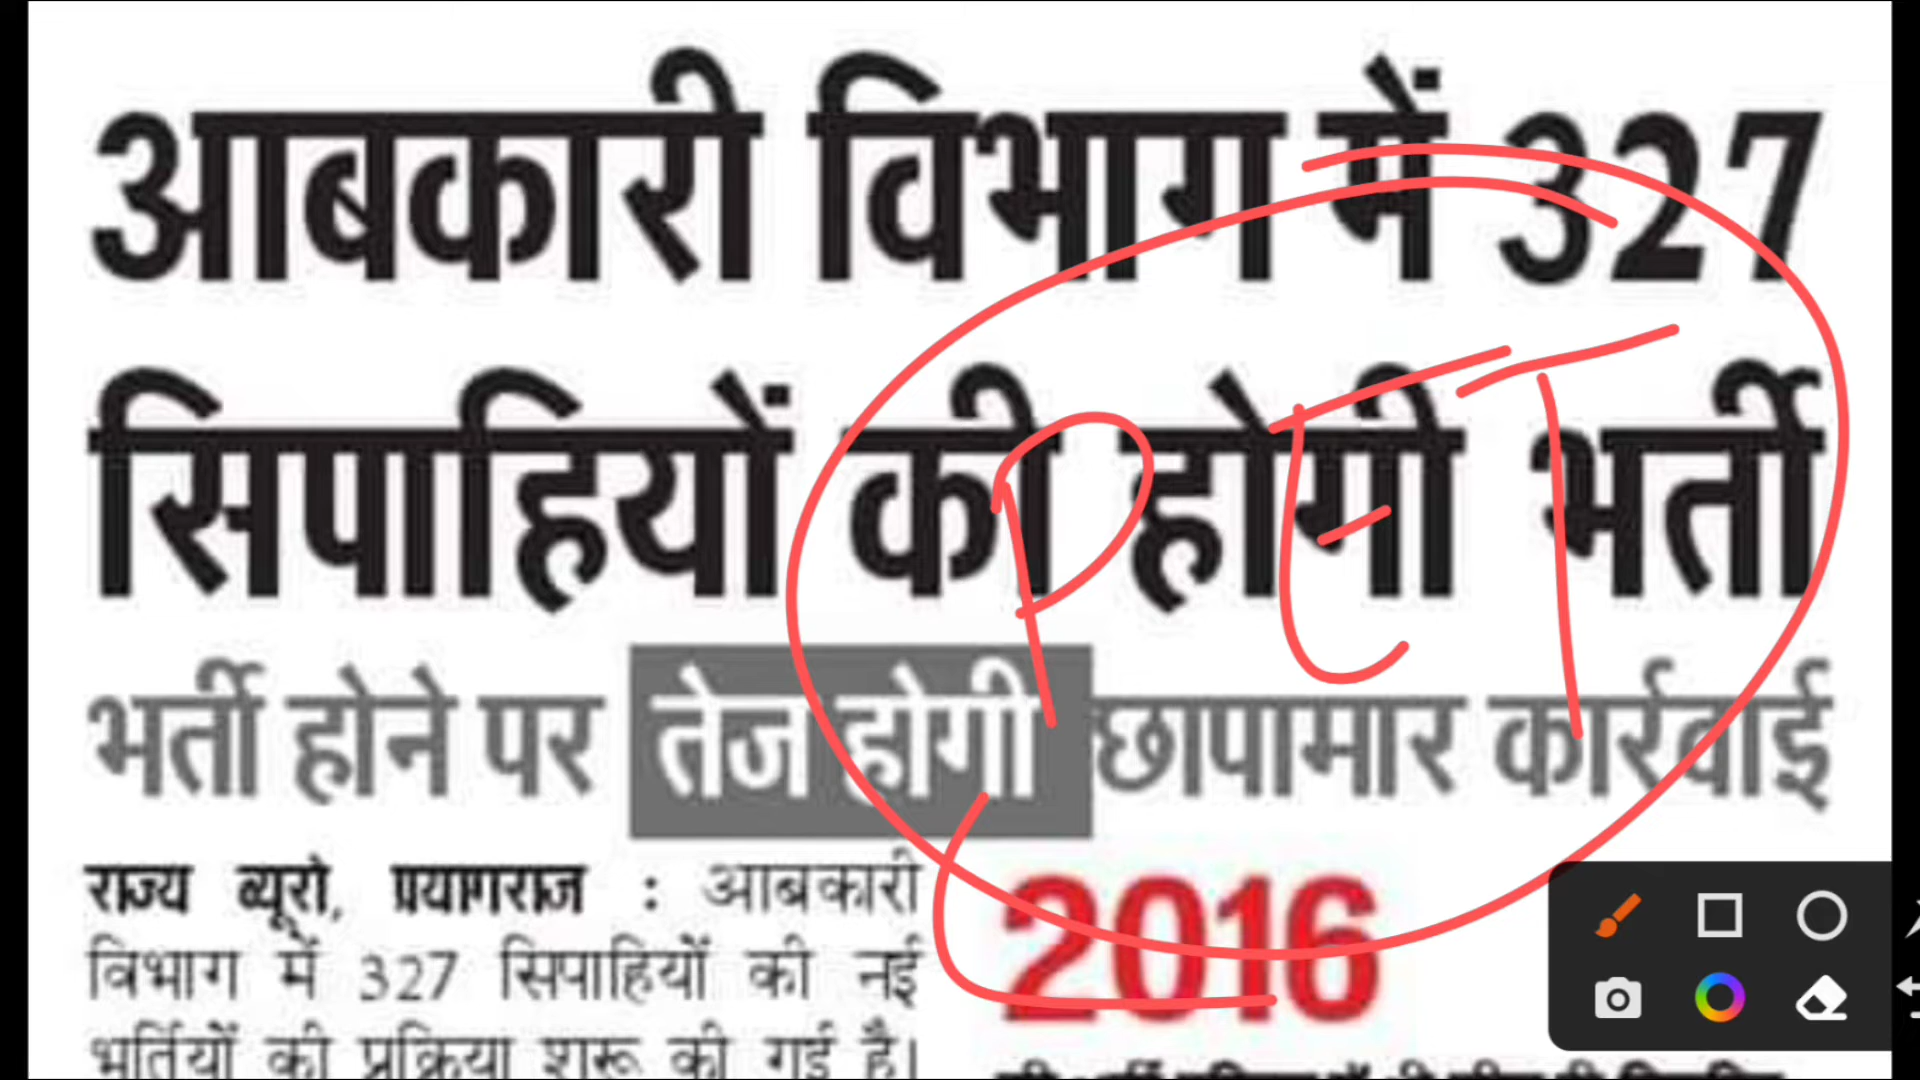 आबकारी विभाग में 327
सिपाहियों की होगी भर्ती
PET
भर्ती होने पर तेज होगी छापामार कार्रवाई
राज्य ब्यूरो, प्रयागराज : आबकारी
विभाग में 327 सिपाहियों की नई
भर्तियों की प्रक्रिया शुरू की गई है।
2016